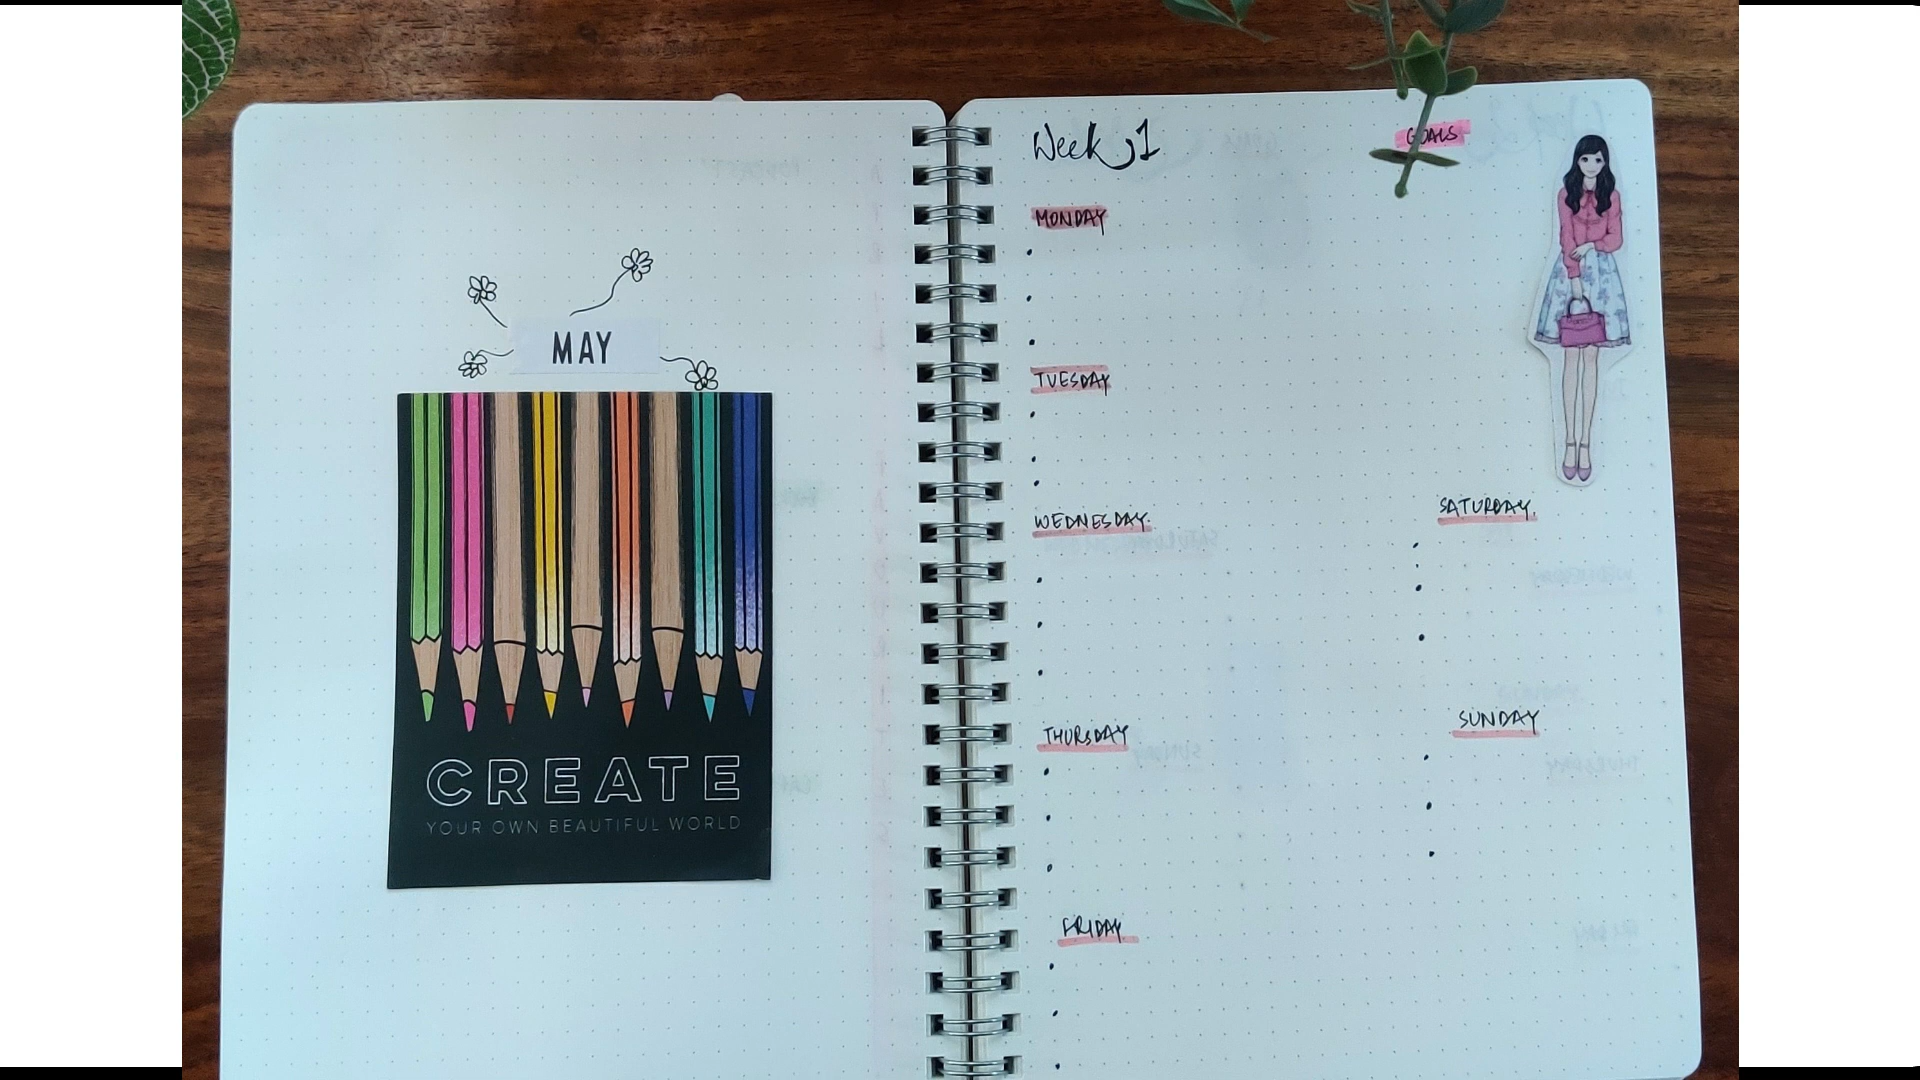 MAY
CREATE
YOUR OWN BEAUTIFUL WORLD
Week 1
GOALS
MONDAY
TUESDAY
WEDNESDAY.
THURSDAY
FRIDAY
SATURDAY.
SUNDAY